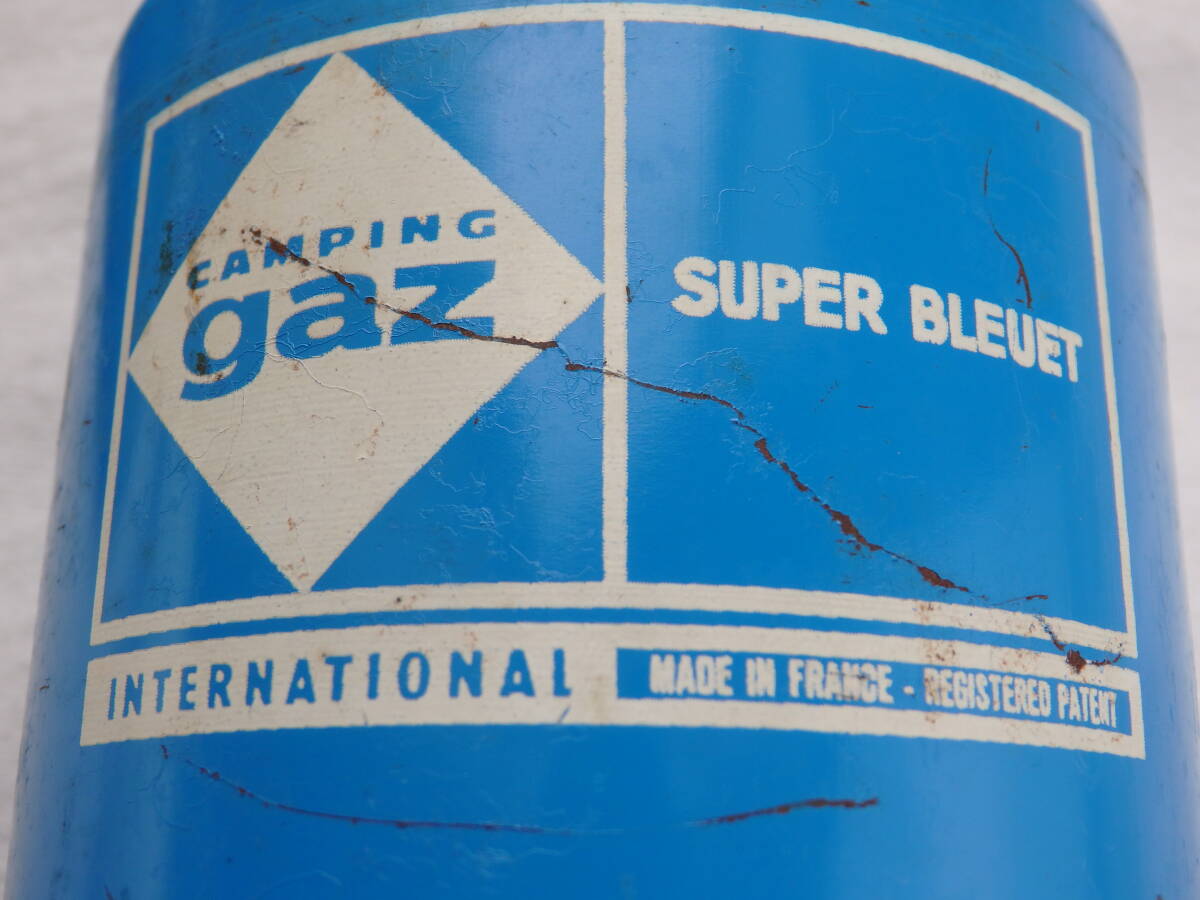 CAMPING
gaz
SUPER BLEUET
INTERNATIONAL
MADE IN FRANCE - REGISTERED PATENT